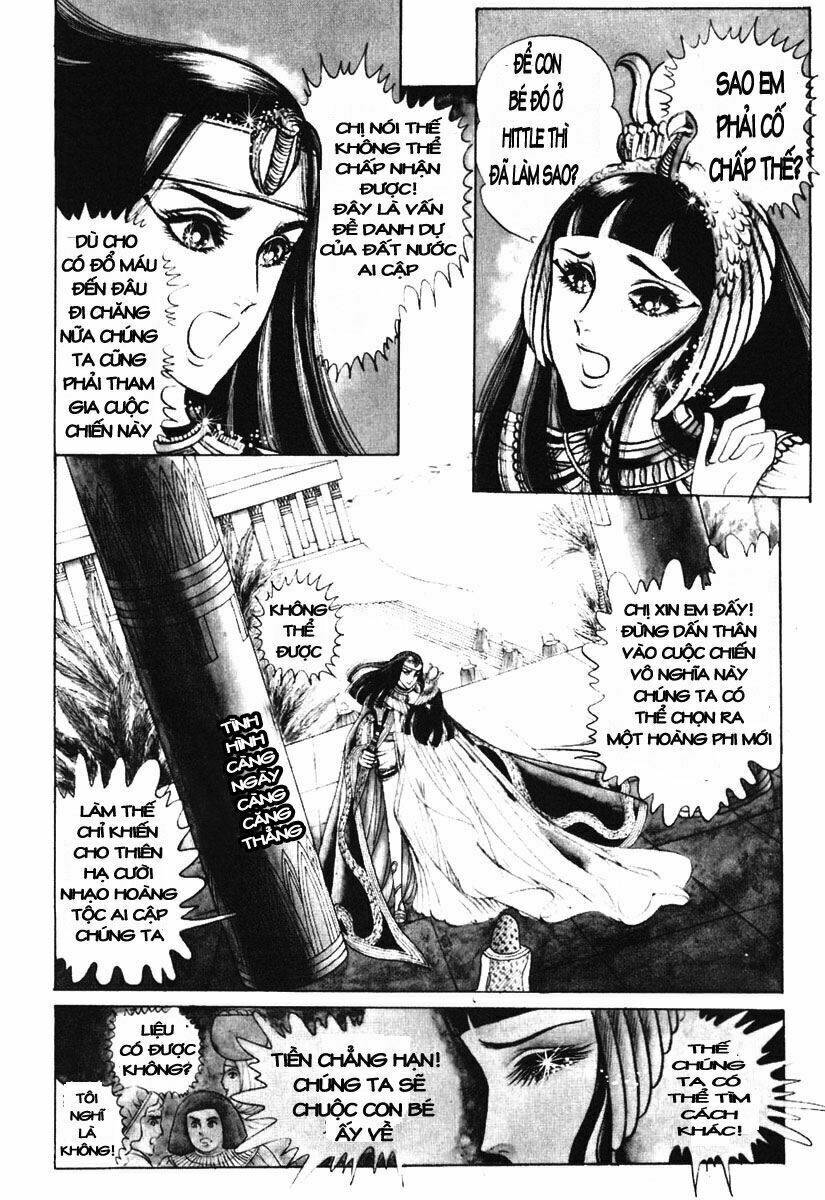 SAO EM
PHẢI CỐ
CHẤP THẾ?
ĐỂ CON
BÉ ĐÓ Ở
HITTLE THÌ
ĐÃ LÀM SAO?
CHỊ NÓI THẾ
KHÔNG THỂ
CHẤP NHẬN
ĐƯỢC!
ĐÂY LÀ VẤN
ĐỀ DANH DỰ
CỦA ĐẤT NƯỚC
AI CẬP
DÙ CHO
CÓ ĐỔ MÁU
ĐẾN ĐÂU
ĐI CHĂNG
NỮA CHÚNG
TA CŨNG
PHẢI THAM
GIA CUỘC
CHIẾN NÀY
CHỊ XIN EM ĐẤY!
ĐỪNG DẤN THÂN
VÀO CUỘC CHIẾN
VÔ NGHĨA NÀY
CHÚNG TA CÓ
THỂ CHỌN RA
MỘT HOÀNG PHI MỚI
KHÔNG
THỂ
ĐƯỢC
TÌNH
HÌNH
CÀNG
NGÀY
CÀNG
CĂNG
THẲNG
LÀM THẾ
CHỈ KHIẾN
CHO THIÊN
HẠ CƯỜI
NHẠO HOÀNG
TỘC AI CẬP
CHÚNG TA
THẾ
CHÚNG
TA CÓ
THỂ TÌM
CÁCH
KHÁC!
TIỀN CHẲNG HẠN!
CHÚNG TA SẼ
CHUỘC CON BÉ
ẤY VỀ
LIỆU
CÓ ĐƯỢC
KHÔNG?
TÔI
NGHĨ
LÀ
KHÔNG!